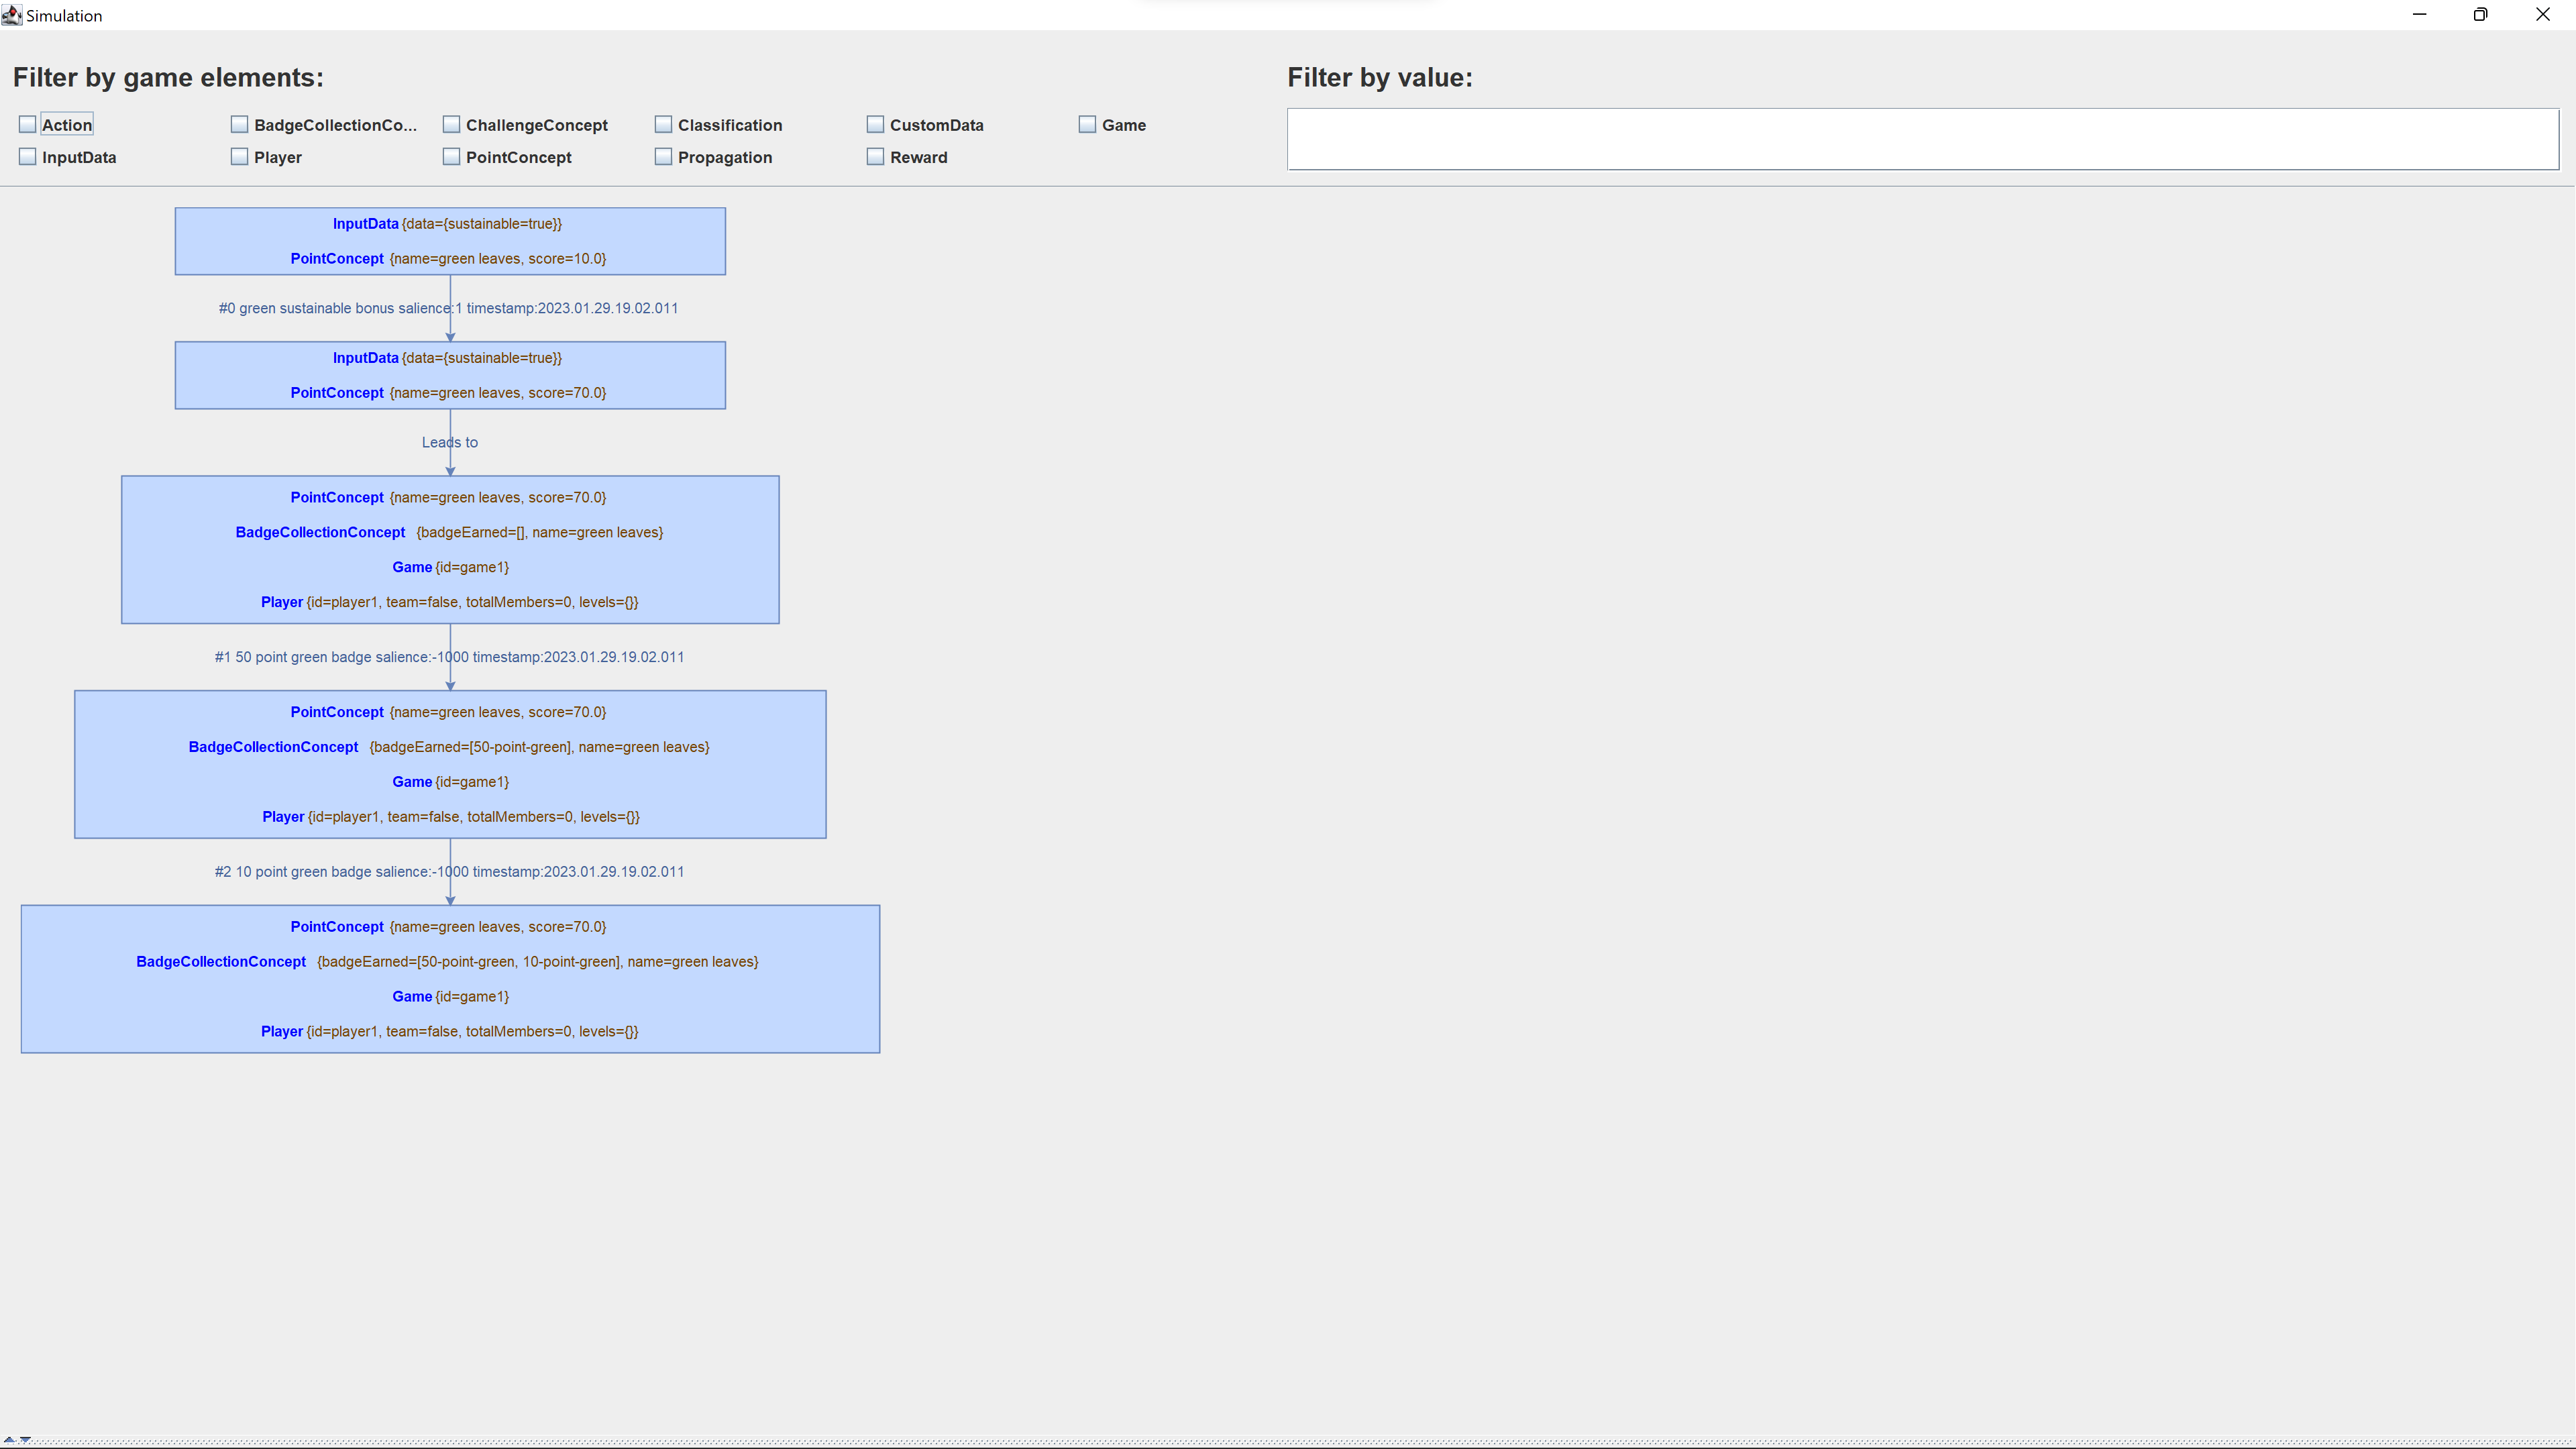 Simulation
Filter by game elements:
Filter by value:
Action BadgeCollectionCo... ChallengeConcept Classification CustomData Game
InputData Player PointConcept Propagation Reward
InputData {data={sustainable=true}}
PointConcept {name=green leaves, score=10.0}
#0 green sustainable bonus salience:1 timestamp:2023.01.29.19.02.011
InputData {data={sustainable=true}}
PointConcept {name=green leaves, score=70.0}
Leads to
PointConcept {name=green leaves, score=70.0}
BadgeCollectionConcept {badgeEarned=[], name=green leaves}
Game {id=game1}
Player {id=player1, team=false, totalMembers=0, levels={}}
#1 50 point green badge salience:-1000 timestamp:2023.01.29.19.02.011
PointConcept {name=green leaves, score=70.0}
BadgeCollectionConcept {badgeEarned=[50-point-green], name=green leaves}
Game {id=game1}
Player {id=player1, team=false, totalMembers=0, levels={}}
#2 10 point green badge salience:-1000 timestamp:2023.01.29.19.02.011
PointConcept {name=green leaves, score=70.0}
BadgeCollectionConcept {badgeEarned=[50-point-green, 10-point-green], name=green leaves}
Game {id=game1}
Player {id=player1, team=false, totalMembers=0, levels={}}